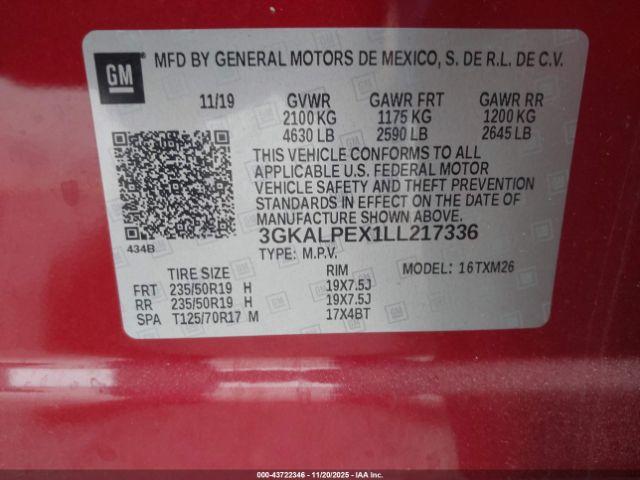 GM
MFD BY GENERAL MOTORS DE MEXICO, S. DE R.L. DE C.V.
11/19 GVWR GAWR FRT GAWR RR
2100 KG 1175 KG 1200 KG
4630 LB 2590 LB 2645 LB
THIS VEHICLE CONFORMS TO ALL
APPLICABLE U.S. FEDERAL MOTOR
VEHICLE SAFETY AND THEFT PREVENTION
STANDARDS IN EFFECT ON THE DATE OF
MANUFACTURE SHOWN ABOVE.
434B
3GKALPEX1LL217336
TYPE: M.P.V.
TIRE SIZE RIM MODEL: 16TXM26
FRT 235/50R19 H 19X7.5J
RR 235/50R19 H 19X7.5J
SPA T125/70R17 M 17X4BT
000-43722346 - 11/20/2025 - IAA Inc.